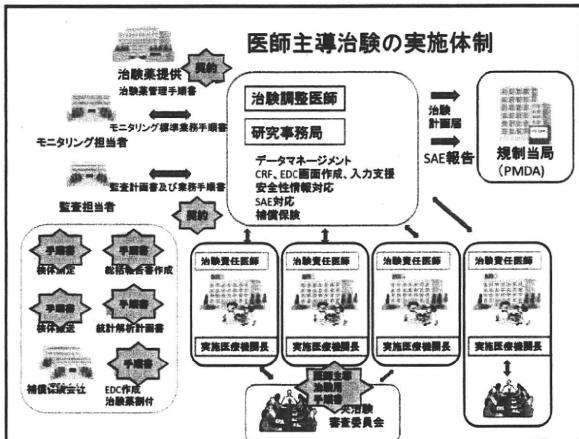 医師主導治験の実施体制
治験薬提供
治験薬管理手順書
契約
モニタリング標準業務手順書
モニタリング担当者
監査計画書及び業務手順書
監査担当者
契約
治験調整医師
研究事務局
データマネージメント
CRF、EDC画面作成、入力支援
安全性情報対応
SAE対応
補償保険
治験
計画届
SAE報告
規制当局
(PMDA)
手順書
検体測定
手順書
総括報告書作成
手順書
検体搬送
手順書
統計解析計画書
補償保険会社
手順書
EDC作成
治験薬割付
治験責任医師
治験責任医師
治験責任医師
治験責任医師
実施医療機関長
実施医療機関長
実施医療機関長
実施医療機関長
医師主導
治験用
手順書
央治験
審査委員会